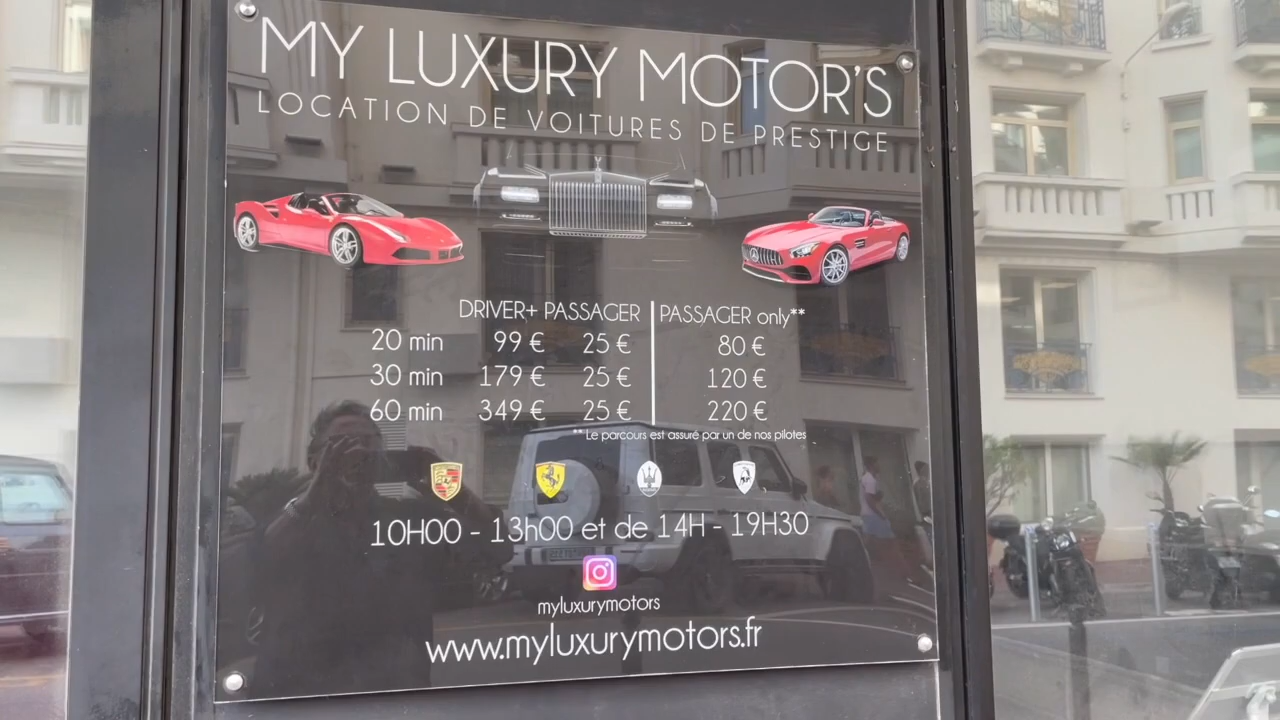 MY LUXURY MOTOR'S
LOCATION DE VOITURES DE PRESTIGE
DRIVER+ PASSAGER | PASSAGER only**
20 min 99 € 25 € 80 €
30 min 179 € 25 € 120 €
60 min 349 € 25 € 220 €
** Le parcours est assuré par un de nos pilotes
10H00 - 13h00 et de 14H - 19H30
myluxurymotors
www.myluxurymotors.fr